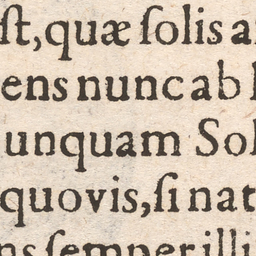 ſt, quæ ſolis a
ens nunc ab
unquam Sol
quovis, ſi nat
ns ſemper illi